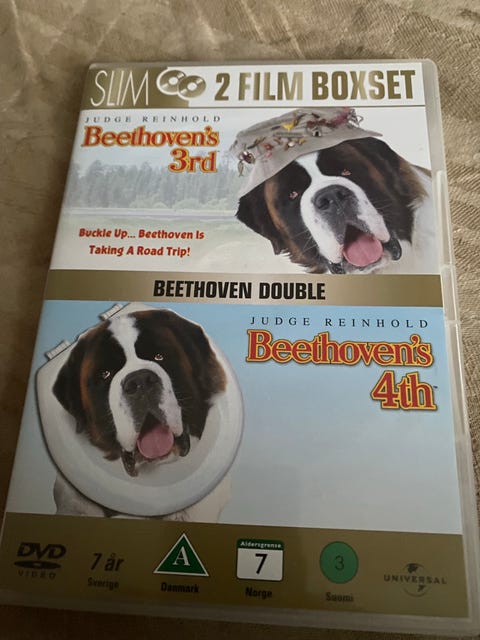 SLIM 2 FILM BOXSET
JUDGE REINHOLD
Beethoven's
3rd
Buckle Up... Beethoven Is
Taking A Road Trip!
BEETHOVEN DOUBLE
JUDGE REINHOLD
Beethoven's
4th™
DVD
VIDEO
7 år
Sverige
A
Danmark
Aldersgrense
7
Norge
3
Suomi
UNIVERSAL